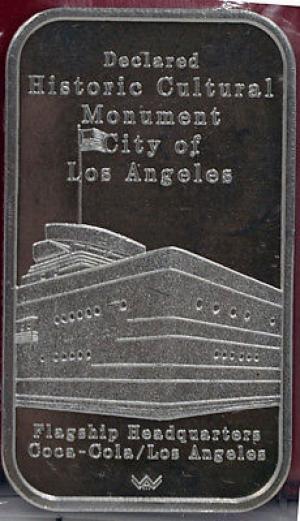 Declared
Historic Cultural
Monument
City of
Los Angeles
Flagship Headquarters
Coca-Cola/Los Angeles